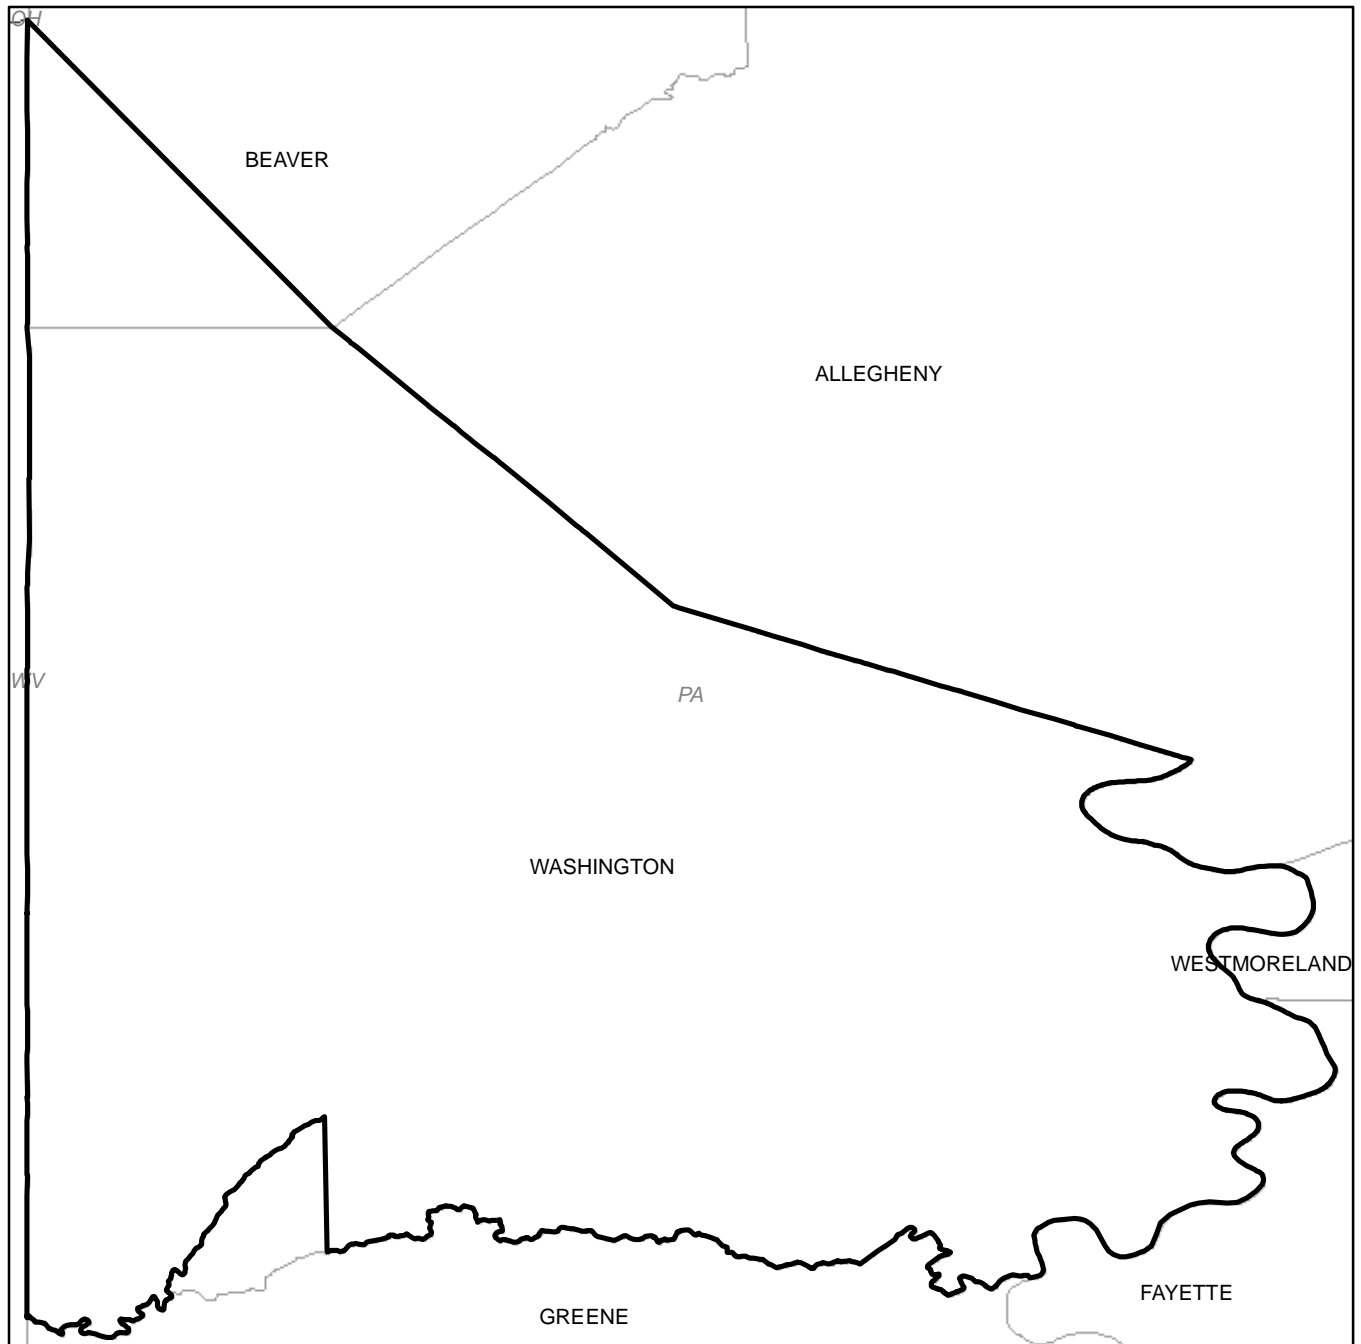 OH
BEAVER
ALLEGHENY
WV
PA
WASHINGTON
WESTMORELAND
FAYETTE
GREENE